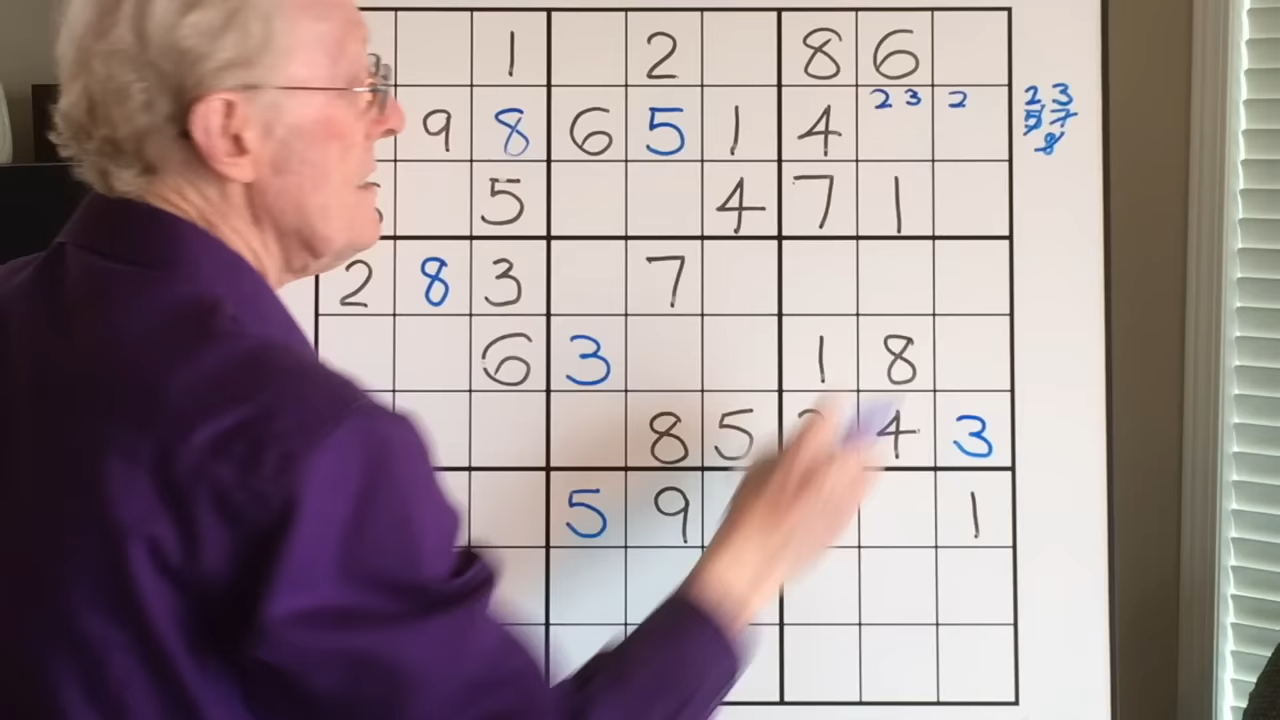 1 2 8 6
2 3 2 2 3
9 8 6 5 1 4 5 7
8
5 4 7 1
2 8 3 7
6 3 1 8
8 5 4 3
5 9 1